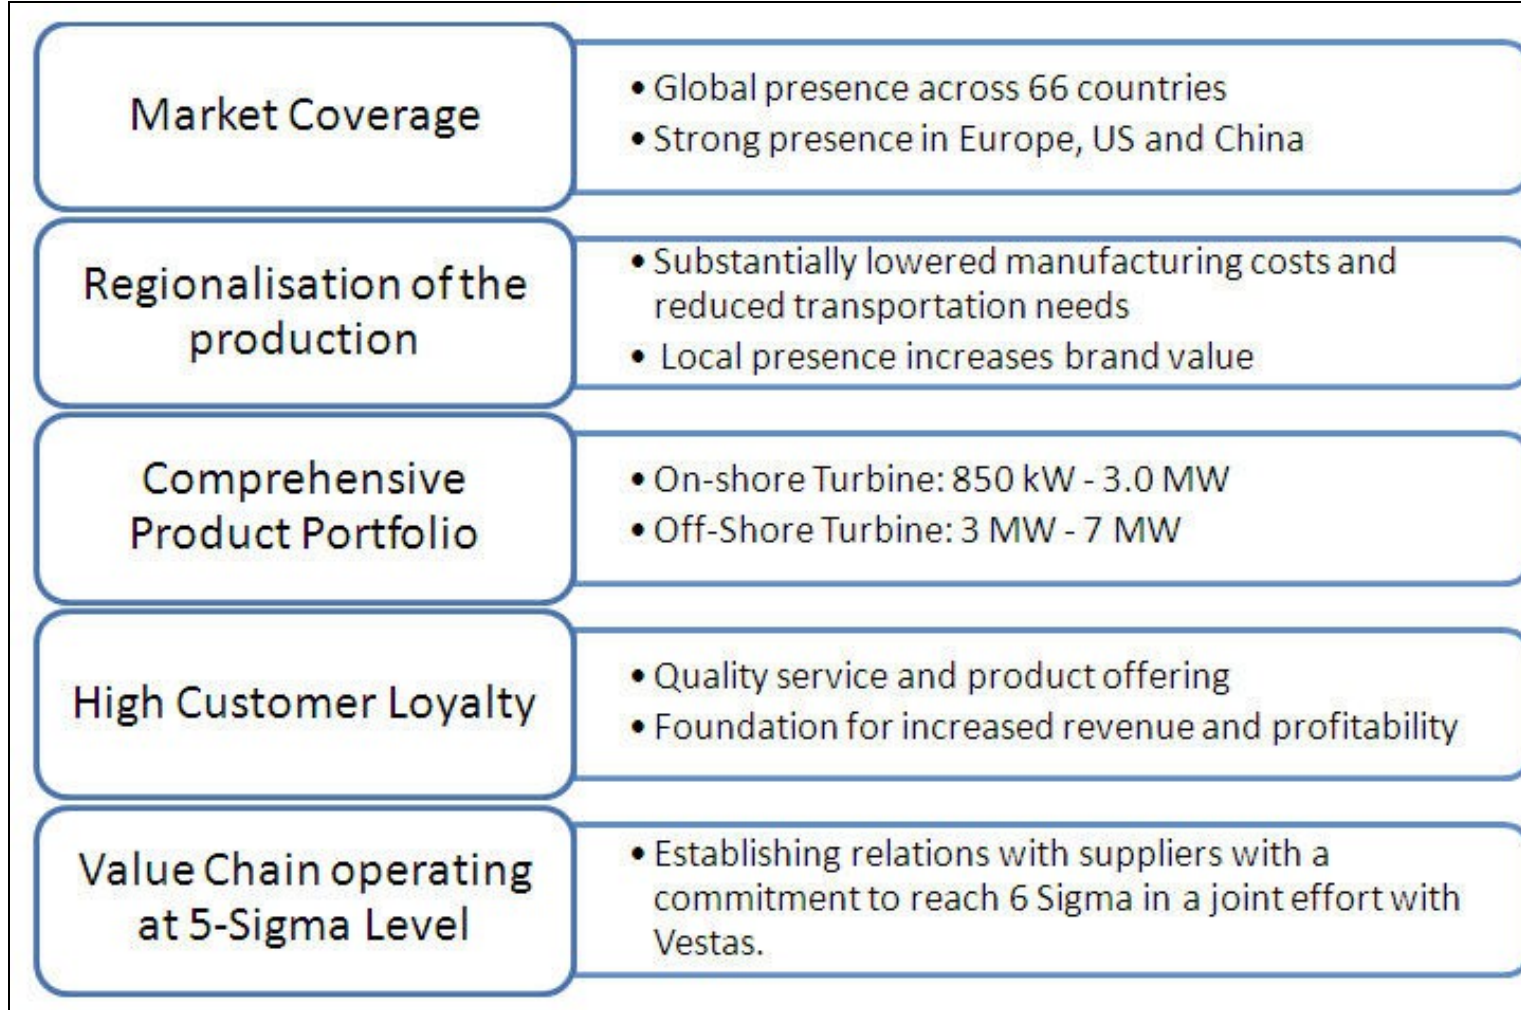 Market Coverage
• Global presence across 66 countries
• Strong presence in Europe, US and China
Regionalisation of the
production
• Substantially lowered manufacturing costs and
reduced transportation needs
• Local presence increases brand value
Comprehensive
Product Portfolio
• On-shore Turbine: 850 kW - 3.0 MW
• Off-Shore Turbine: 3 MW - 7 MW
High Customer Loyalty
• Quality service and product offering
• Foundation for increased revenue and profitability
Value Chain operating
at 5-Sigma Level
• Establishing relations with suppliers with a
commitment to reach 6 Sigma in a joint effort with
Vestas.